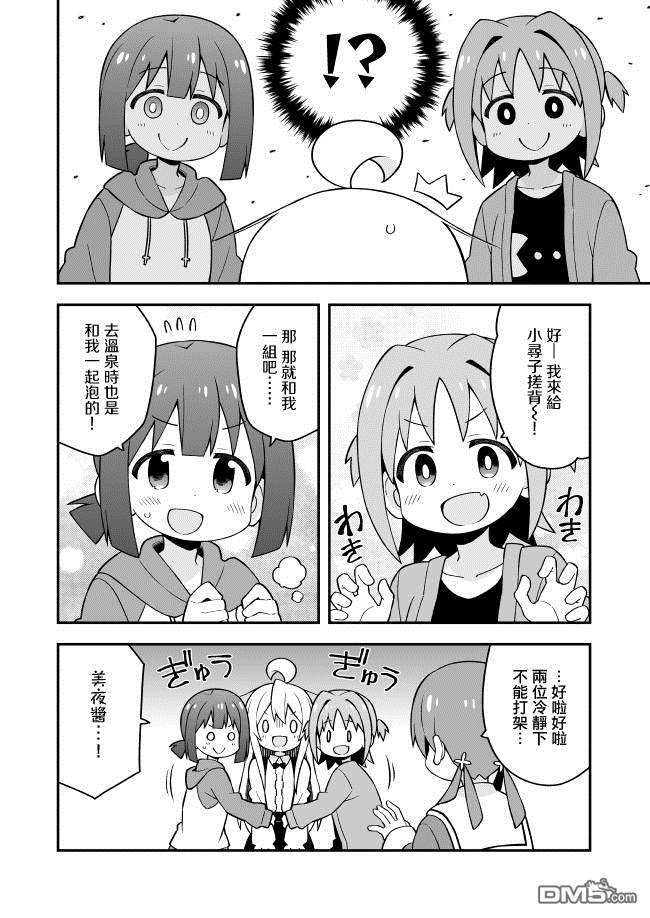 !?
好─ 我來給
小尋子搓背～!
わき
わき
那 那就和我
一組吧……
去溫泉時也是
和我一起泡的!
…好啦好啦
兩位冷靜下
不能打架…
ぎゅう
ぎゅう
美·夜醬…!
DM5.com